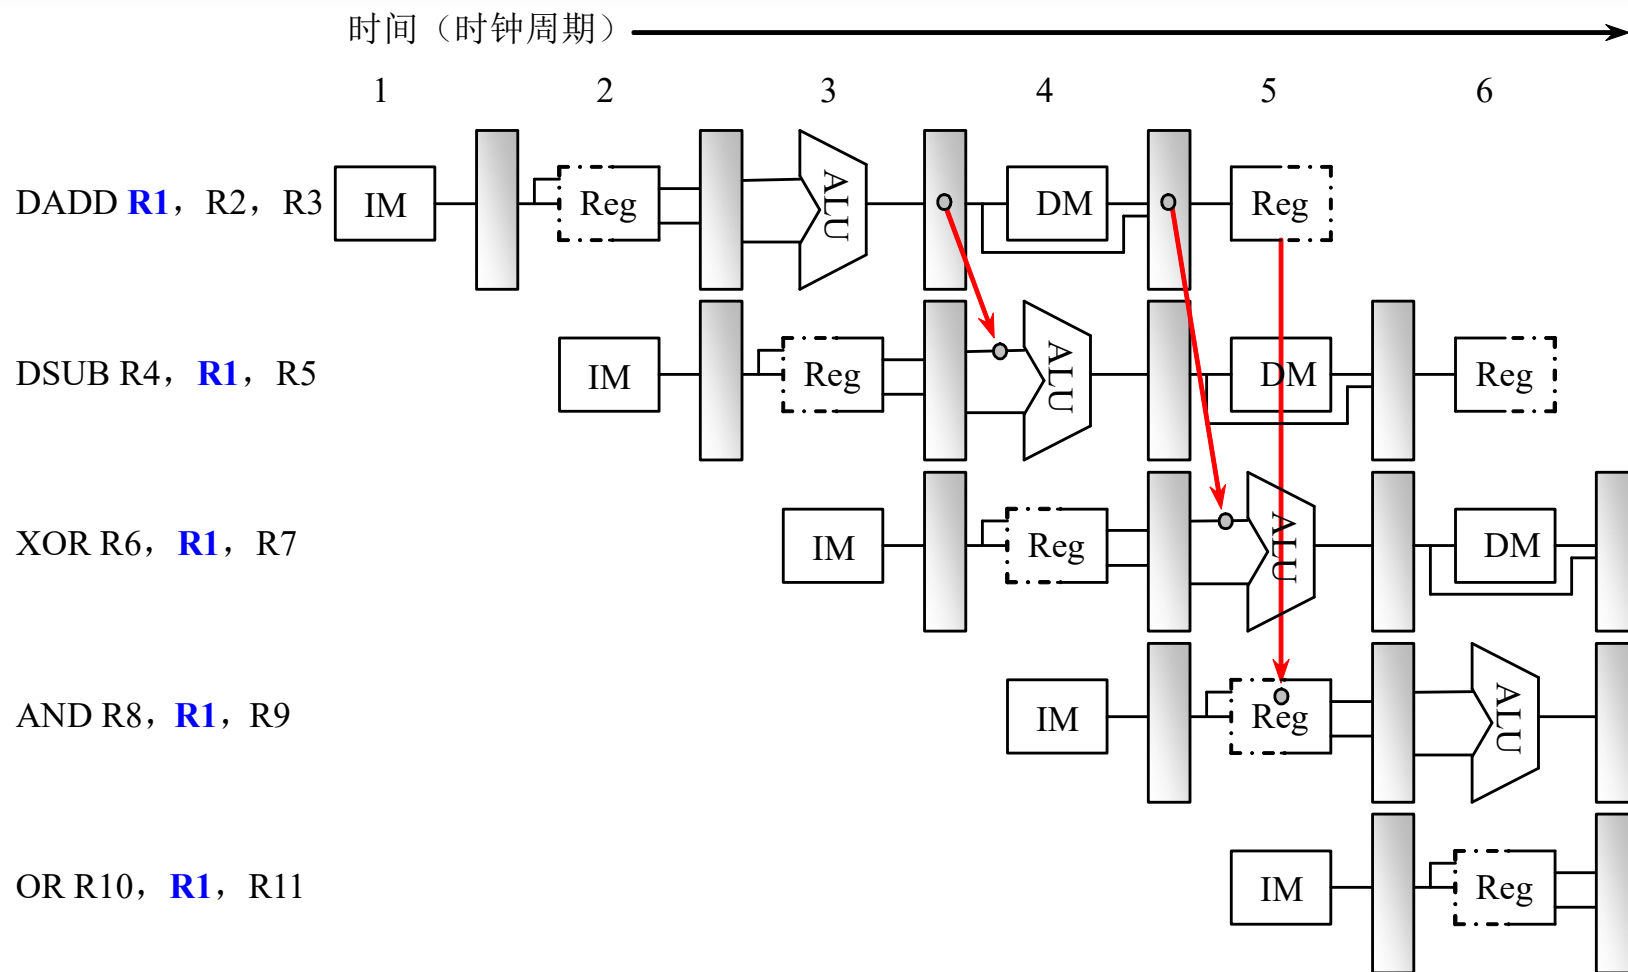 时间（时钟周期）
1 2 3 4 5 6
DADD R1，R2，R3 IM Reg ALU DM Reg
DSUB R4，R1，R5 IM Reg ALU DM Reg
XOR R6，R1，R7 IM Reg ALU DM
AND R8，R1，R9 IM Reg ALU
OR R10，R1，R11 IM Reg